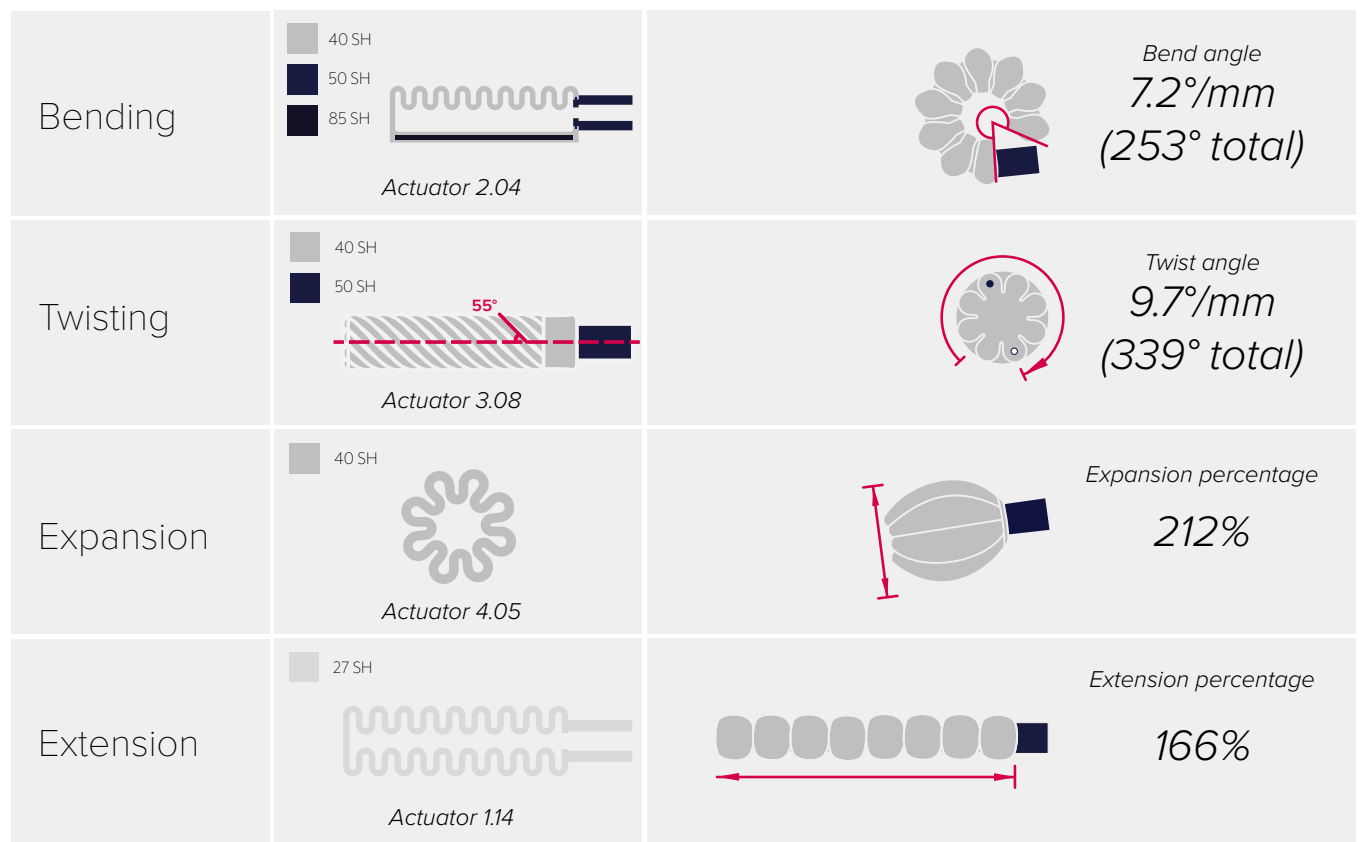 Bending
40 SH
50 SH
85 SH
Actuator 2.04
Bend angle
7.2°/mm
(253° total)
Twisting
40 SH
50 SH
55°
Actuator 3.08
Twist angle
9.7°/mm
(339° total)
Expansion
40 SH
Actuator 4.05
Expansion percentage
212%
Extension
27 SH
Actuator 1.14
Extension percentage
166%